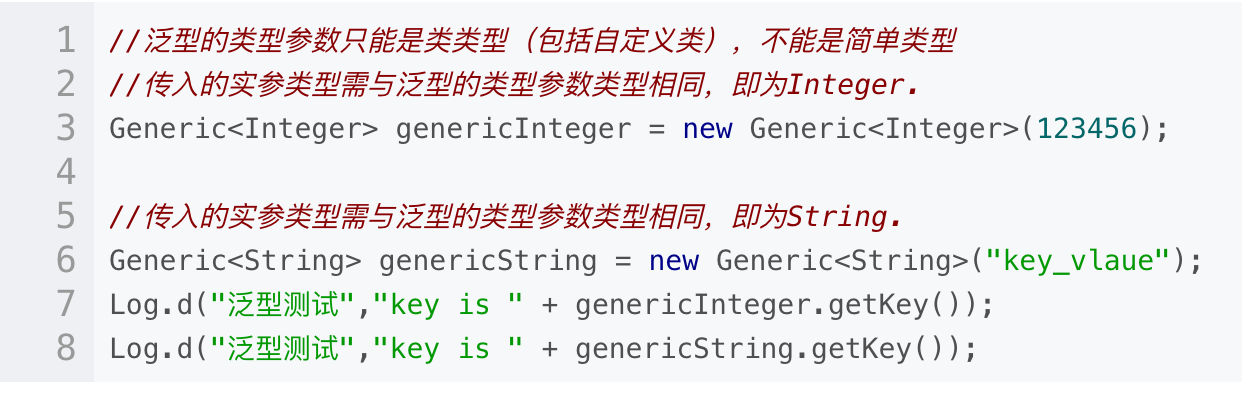 1 //泛型的类型参数只能是类类型（包括自定义类），不能是简单类型
2 //传入的实参类型需与泛型的类型参数类型相同，即为Integer.
3 Generic<Integer> genericInteger = new Generic<Integer>(123456);
4
5 //传入的实参类型需与泛型的类型参数类型相同，即为String.
6 Generic<String> genericString = new Generic<String>("key_vlaue");
7 Log.d("泛型测试","key is " + genericInteger.getKey());
8 Log.d("泛型测试","key is " + genericString.getKey());